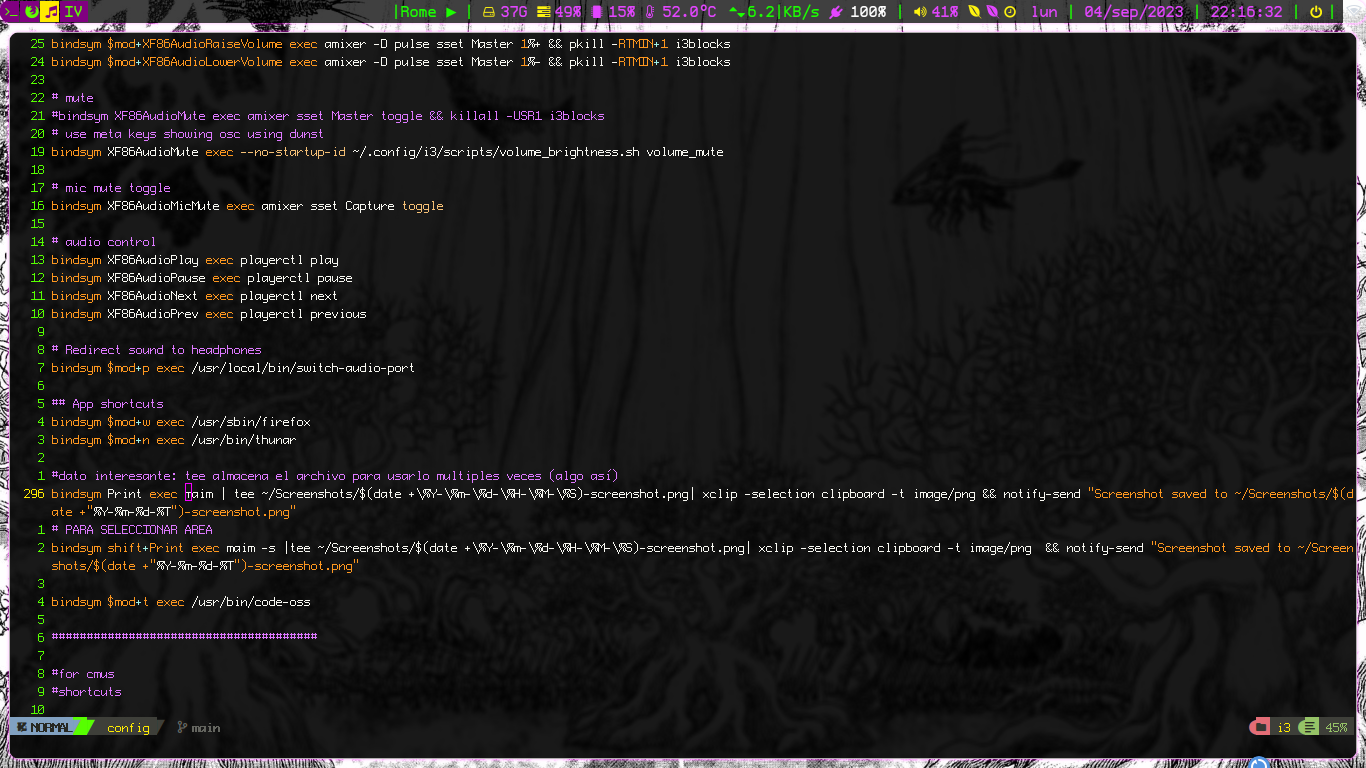 IV |Rome ▶ | 37G 49% 15% 52.0°C 6.2|KB/s 100% | 41% lun | 04/sep/2023 | 22:16:32 | |
25 bindsym $mod+XF86AudioRaiseVolume exec amixer -D pulse sset Master 1%+ && pkill -RTMIN+1 i3blocks
24 bindsym $mod+XF86AudioLowerVolume exec amixer -D pulse sset Master 1%- && pkill -RTMIN+1 i3blocks
23
22 # mute
21 #bindsym XF86AudioMute exec amixer sset Master toggle && killall -USR1 i3blocks
20 # use meta keys showing osc using dunst
19 bindsym XF86AudioMute exec --no-startup-id ~/.config/i3/scripts/volume_brightness.sh volume_mute
18
17 # mic mute toggle
16 bindsym XF86AudioMicMute exec amixer sset Capture toggle
15
14 # audio control
13 bindsym XF86AudioPlay exec playerctl play
12 bindsym XF86AudioPause exec playerctl pause
11 bindsym XF86AudioNext exec playerctl next
10 bindsym XF86AudioPrev exec playerctl previous
9
8 # Redirect sound to headphones
7 bindsym $mod+p exec /usr/local/bin/switch-audio-port
6
5 ## App shortcuts
4 bindsym $mod+w exec /usr/sbin/firefox
3 bindsym $mod+n exec /usr/bin/thunar
2
1 #dato interesante: tee almacena el archivo para usarlo multiples veces (algo así)
296 bindsym Print exec maim | tee ~/Screenshots/$(date +\%Y-\%m-\%d-\%H-\%M-\%S)-screenshot.png| xclip -selection clipboard -t image/png && notify-send "Screenshot saved to ~/Screenshots/$(d
ate +"%Y-%m-%d-%T")-screenshot.png"
1 # PARA SELECCIONAR AREA
2 bindsym shift+Print exec maim -s |tee ~/Screenshots/$(date +\%Y-\%m-\%d-\%H-\%M-\%S)-screenshot.png| xclip -selection clipboard -t image/png  && notify-send "Screenshot saved to ~/Screen
shots/$(date +"%Y-%m-%d-%T")-screenshot.png"
3
4 bindsym $mod+t exec /usr/bin/code-oss
5
6 ######################################
7
8 #for cmus
9 #shortcuts
10
NORMAL config main i3 45%